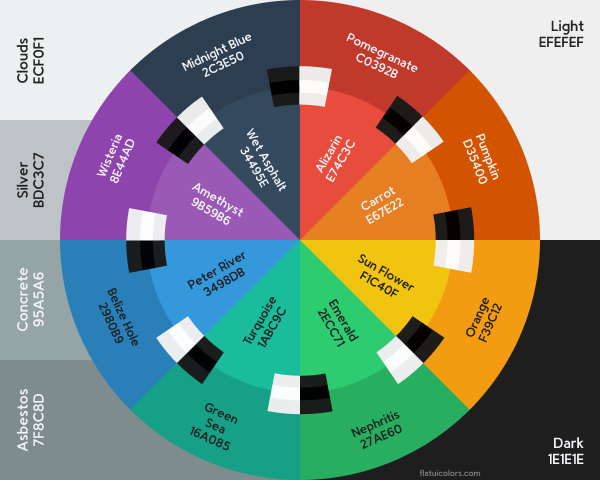 Clouds
ECF0F1
Silver
BDC3C7
Concrete
95A5A6
Asbestos
7F8C8D
Light
EFEFEF
Dark
1E1E1E
Midnight Blue
2C3E50
Wet Asphalt
34495E
Pomegranate
C0392B
Alizarin
E74C3C
Pumpkin
D35400
Carrot
E67E22
Orange
F39C12
Sun Flower
F1C40F
Nephritis
27AE60
Emerald
2ECC71
Green
Sea
16A085
Turquoise
1ABC9C
Belize Hole
2980B9
Peter River
3498DB
Wisteria
8E44AD
Amethyst
9B59B6
flatuicolors.com